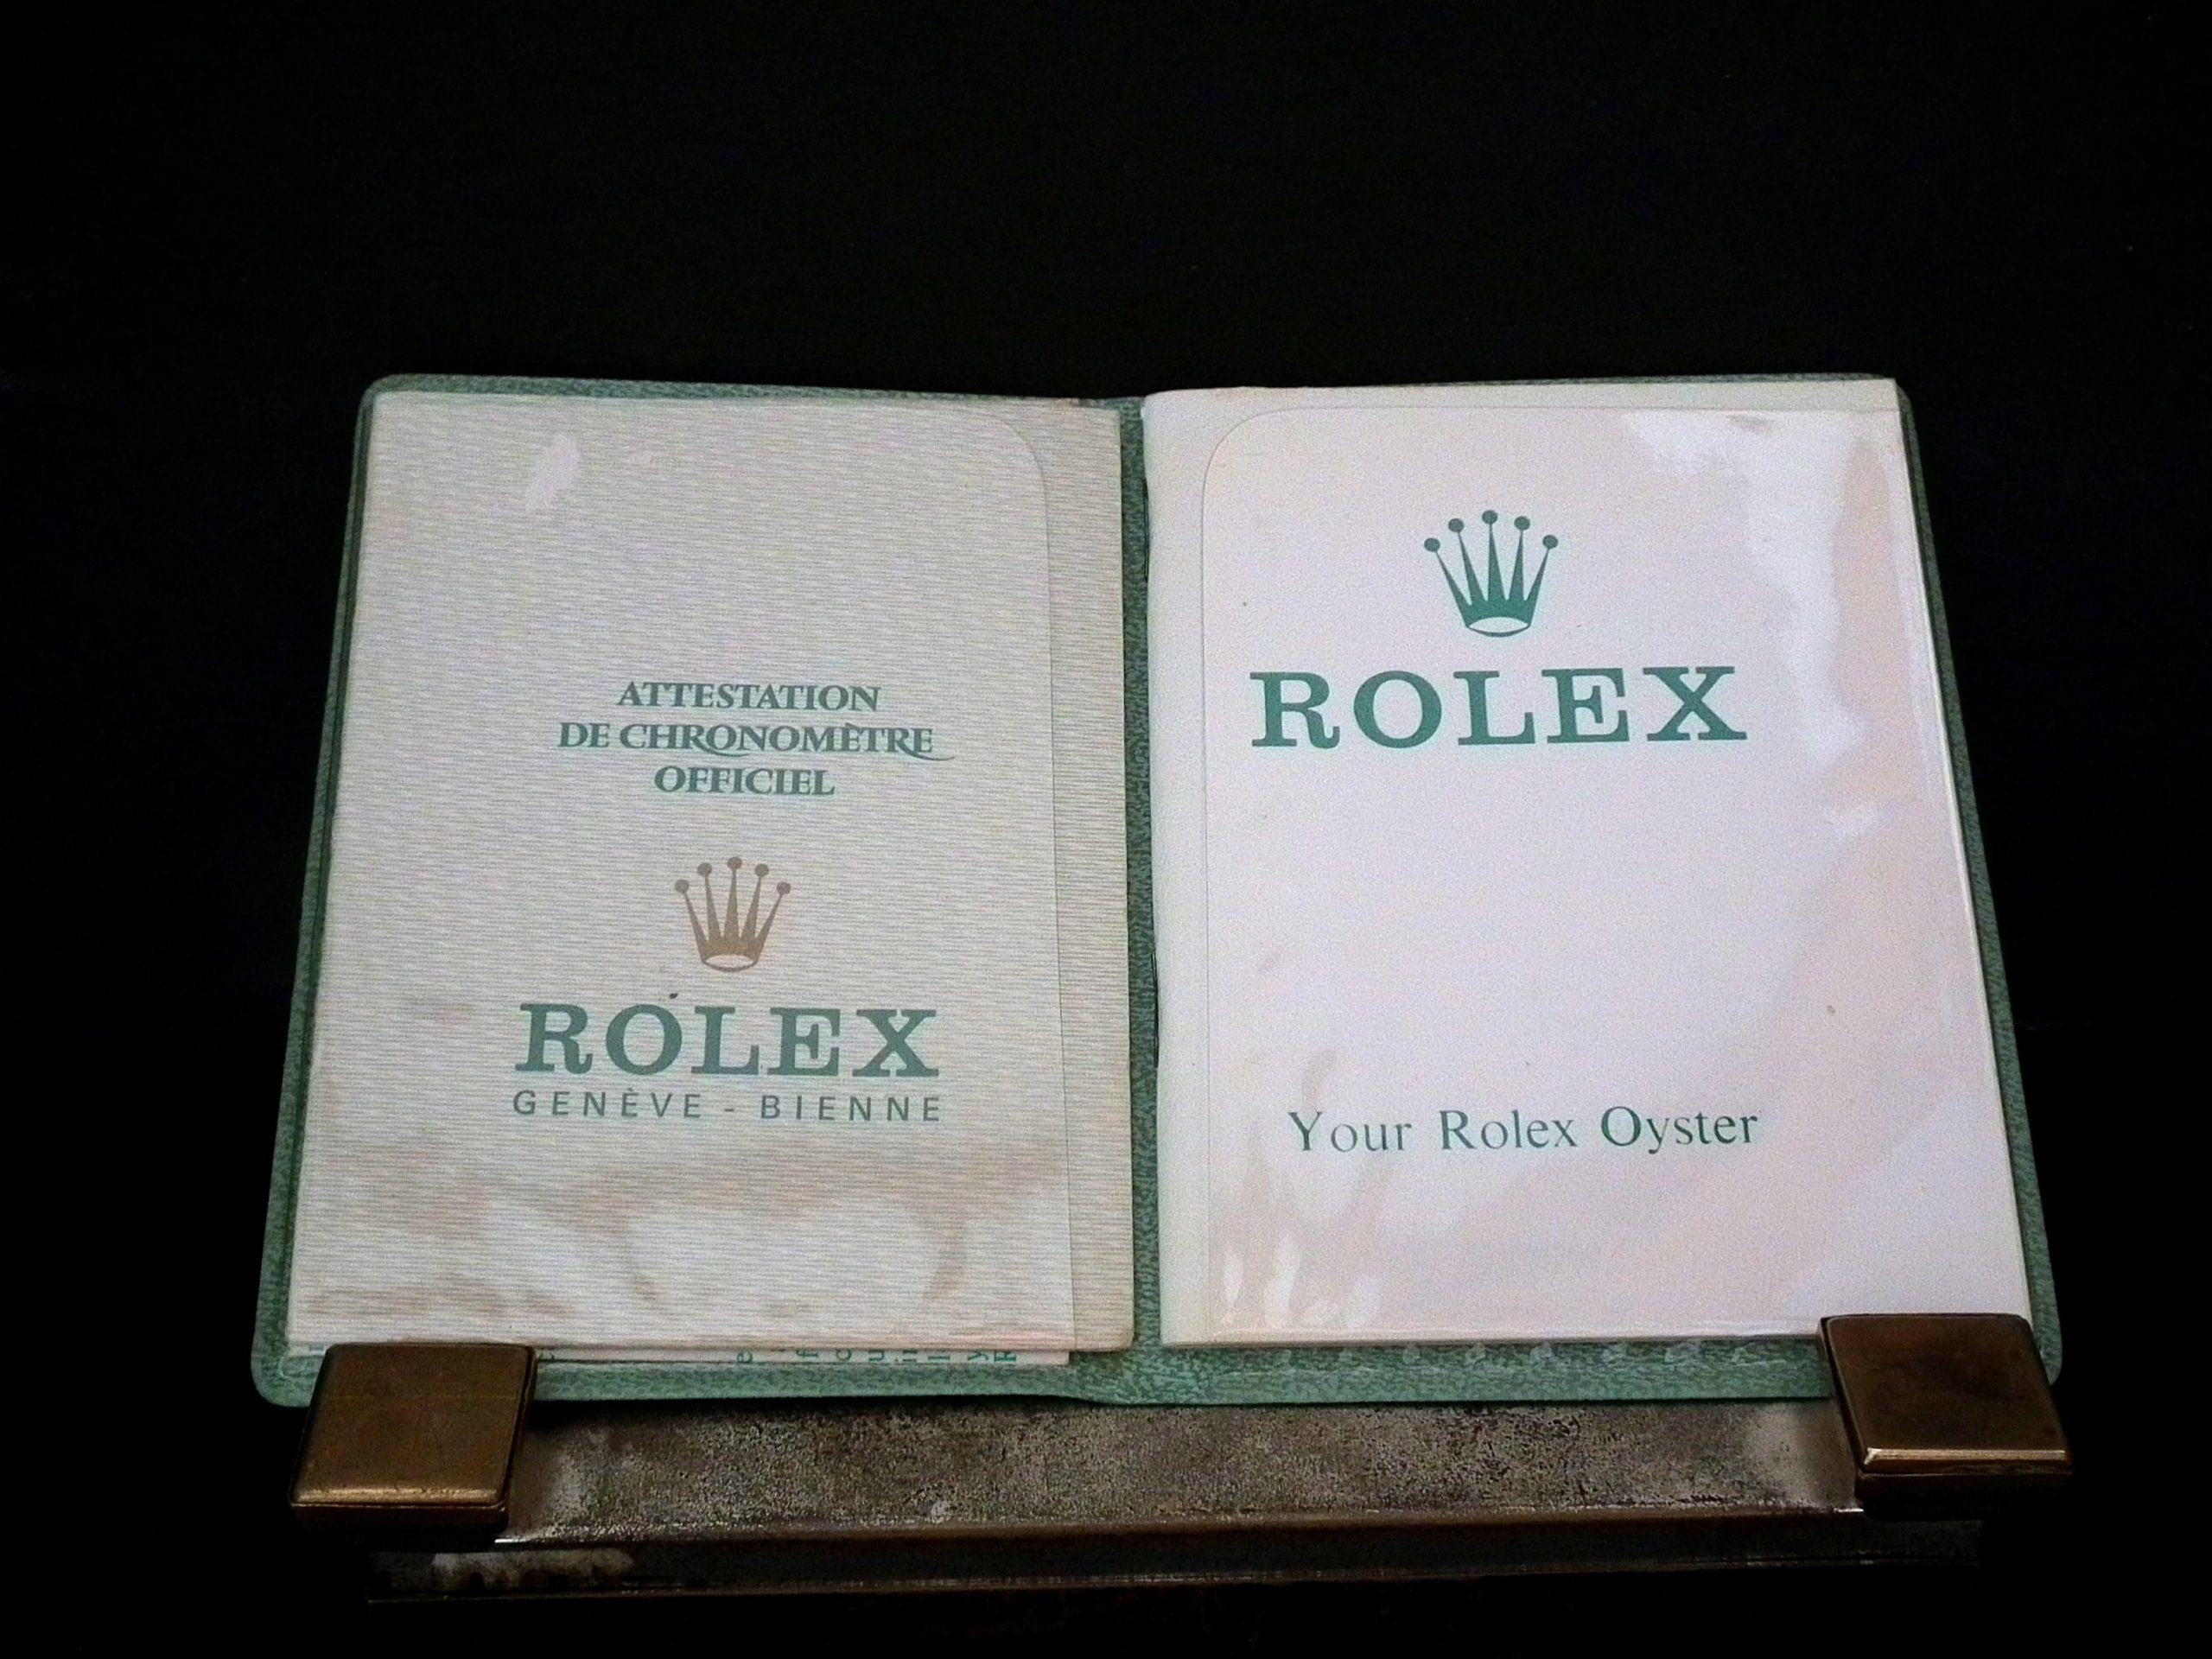 ATTESTATION
DE CHRONOMÈTRE
OFFICIEL
ROLEX
GENÈVE - BIENNE
ROLEX
Your Rolex Oyster